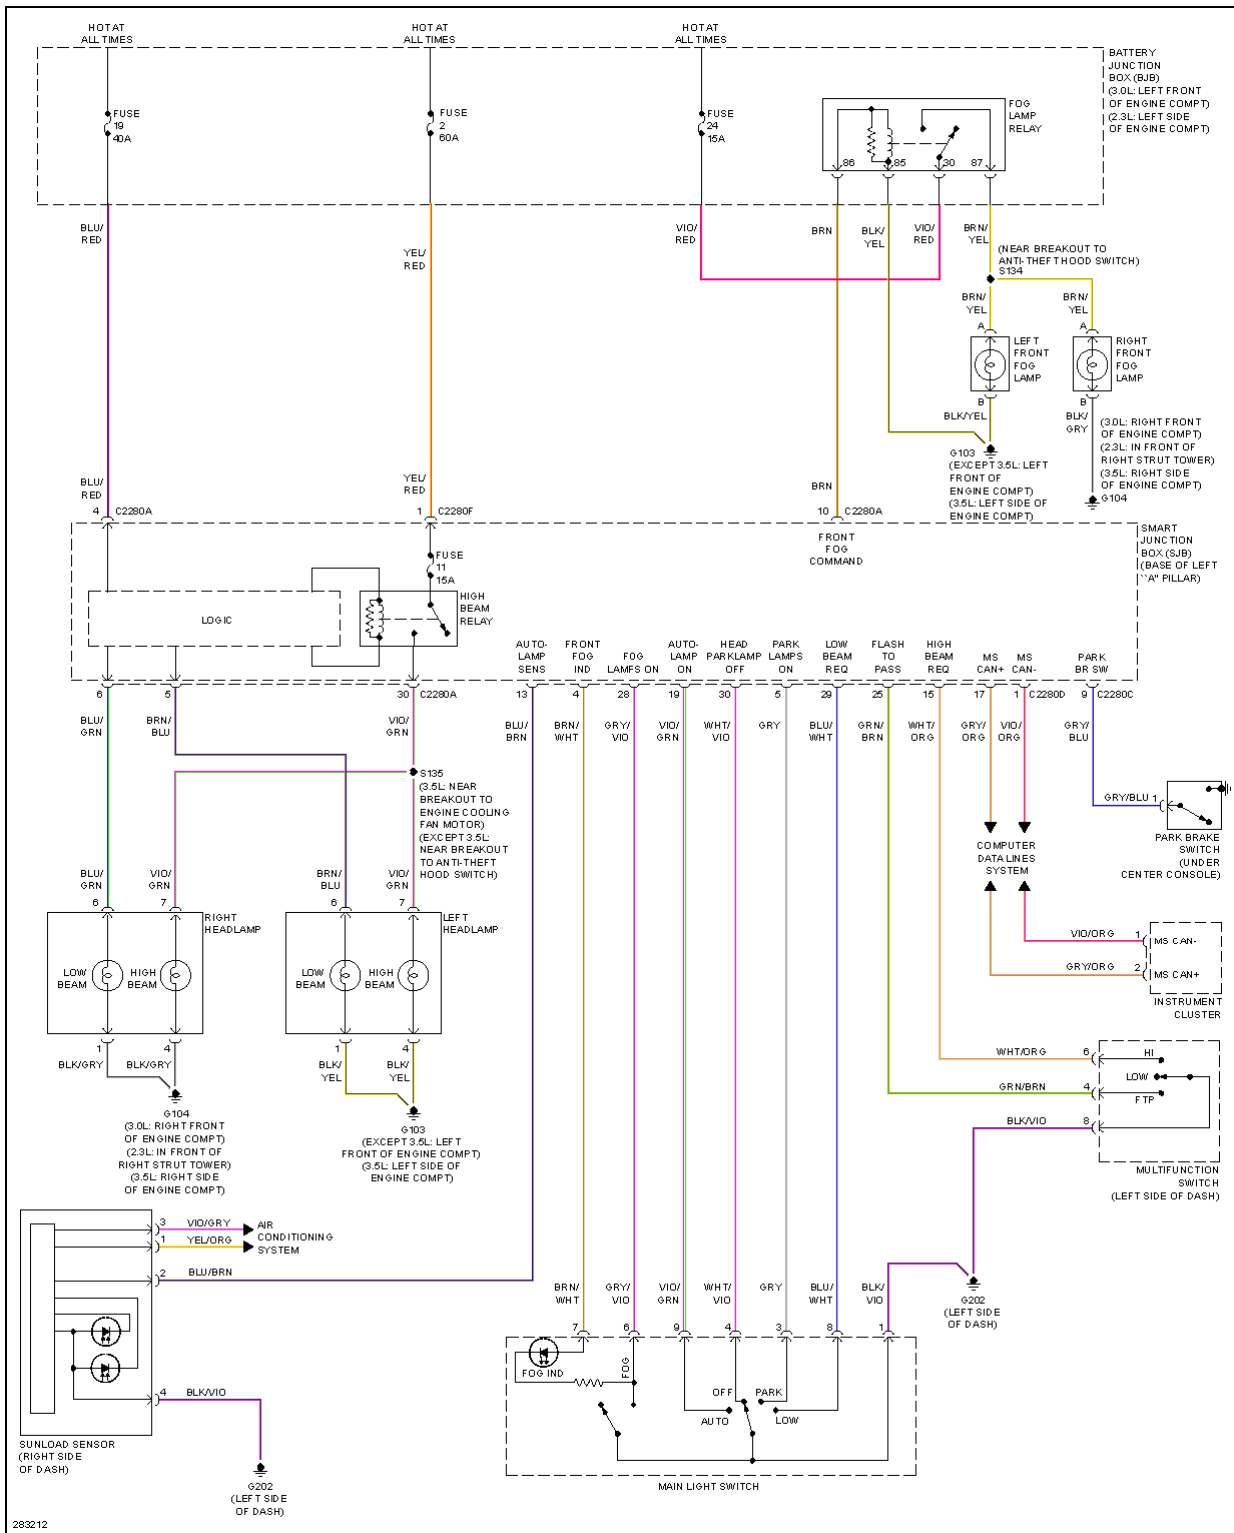 HOT AT
ALL TIMES
HOT AT
ALL TIMES
HOT AT
ALL TIMES
BATTERY
JUNCTION
BOX (BJB)
(3.0L: LEFT FRONT
OF ENGINE COMPT)
(2.3L: LEFT SIDE
OF ENGINE COMPT)
FUSE
19
40A
FUSE
2
60A
FUSE
24
15A
FOG
LAMP
RELAY
86
85
30
87
BLU/
RED
YEL/
RED
VIO/
RED
BRN
BLK/
YEL
VIO/
RED
BRN/
YEL
(NEAR BREAKOUT TO
ANTI-THEFT HOOD SWITCH)
S134
BRN/
YEL
BRN/
YEL
A
A
LEFT
FRONT
FOG
LAMP
RIGHT
FRONT
FOG
LAMP
B
B
BLK/YEL
BLK/
GRY
G103
(EXCEPT 3.5L: LEFT
FRONT OF
ENGINE COMPT)
(3.5L: LEFT SIDE OF
ENGINE COMPT)
(3.0L: RIGHT FRONT
OF ENGINE COMPT)
(2.3L: IN FRONT OF
RIGHT STRUT TOWER)
(3.5L: RIGHT SIDE
OF ENGINE COMPT)
G104
BLU/
RED
YEL/
RED
BRN
4
C2280A
1
C2280F
10
C2280A
FRONT
FOG
COMMAND
SMART
JUNCTION
BOX (SJB)
(BASE OF LEFT
``A" PILLAR)
FUSE
11
15A
LOGIC
HIGH
BEAM
RELAY
AUTO-
LAMP
SENS
FRONT
FOG
IND
FOG
LAMPS ON
AUTO-
LAMP
ON
HEAD
PARKLAMP
OFF
PARK
LAMPS
ON
LOW
BEAM
REQ
FLASH
TO
PASS
HIGH
BEAM
REQ
MS
CAN+
MS
CAN-
PARK
BR SW
6
5
30
C2280A
13
4
28
19
30
5
29
25
15
17
1
C2280D
9
C2280C
BLU/
GRN
BRN/
BLU
VIO/
GRN
BLU/
BRN
BRN/
WHT
GRY/
VIO
VIO/
GRN
WHT/
VIO
GRY
BLU/
WHT
GRN/
BRN
WHT/
ORG
GRY/
ORG
VIO/
ORG
GRY/
BLU
S135
(3.5L: NEAR
BREAKOUT TO
ENGINE COOLING
FAN MOTOR)
(EXCEPT 3.5L:
NEAR BREAKOUT
TO ANTI-THEFT
HOOD SWITCH)
GRY/BLU
1
PARK BRAKE
SWITCH
(UNDER
CENTER CONSOLE)
COMPUTER
DATA LINES
SYSTEM
BLU/
GRN
VIO/
GRN
BRN/
BLU
VIO/
GRN
6
7
6
7
RIGHT
HEADLAMP
LEFT
HEADLAMP
LOW
BEAM
HIGH
BEAM
LOW
BEAM
HIGH
BEAM
VIO/ORG
1
MS CAN-
GRY/ORG
2
MS CAN+
INSTRUMENT
CLUSTER
1
4
1
4
BLK/GRY
BLK/GRY
BLK/
YEL
BLK/
YEL
G104
(3.0L: RIGHT FRONT
OF ENGINE COMPT)
(2.3L: IN FRONT OF
RIGHT STRUT TOWER)
(3.5L: RIGHT SIDE
OF ENGINE COMPT)
G103
(EXCEPT 3.5L: LEFT
FRONT OF ENGINE COMPT)
(3.5L: LEFT SIDE OF
ENGINE COMPT)
WHT/ORG
6
HI
LOW
GRN/BRN
4
FTP
BLK/VIO
8
MULTIFUNCTION
SWITCH
(LEFT SIDE OF DASH)
3
VIO/GRY
1
YEL/ORG
AIR
CONDITIONING
SYSTEM
2
BLU/BRN
4
BLK/VIO
SUNLOAD SENSOR
(RIGHT SIDE
OF DASH)
G202
(LEFT SIDE
OF DASH)
BRN/
WHT
GRY/
VIO
VIO/
GRN
WHT/
VIO
GRY
BLU/
WHT
BLK/
VIO
G202
(LEFT SIDE
OF DASH)
7
6
9
4
3
8
1
FOG IND
FOG
OFF
PARK
AUTO
LOW
MAIN LIGHT SWITCH
283212